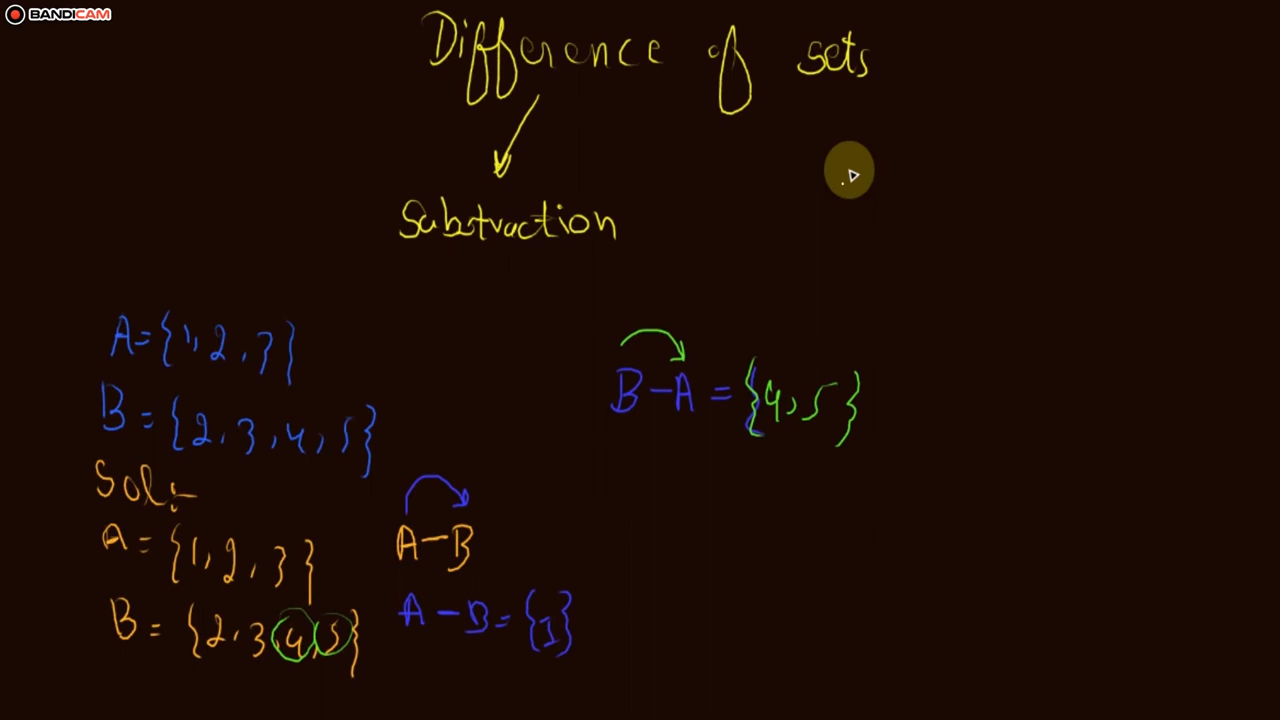 BANDICAM
Difference of sets
Substraction
A={1,2,3}
B={2,3,4,5}
Sol:-
A={1,2,3}
B={2,3,4,5}
A-B
A-B={1}
B-A={4,5}